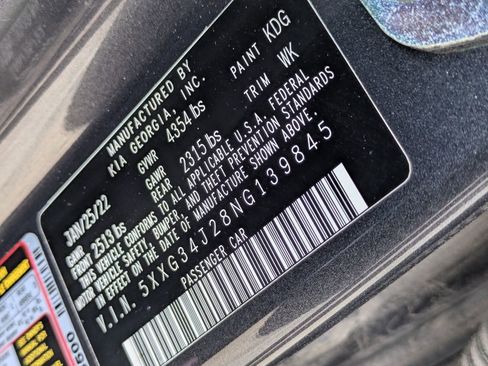 MANUFACTURED BY
KIA GEORGIA, INC.
JAN/25/22 GVWR 4354 lbs PAINT KDG
GAWR GAWR TRIM WK
FRONT 2513 lbs REAR 2315 lbs
THIS VEHICLE CONFORMS TO ALL APPLICABLE U.S.A. FEDERAL
MOTOR VEHICLE SAFETY, BUMPER AND THEFT PREVENTION STANDARDS
IN EFFECT ON THE DATE OF MANUFACTURE SHOWN ABOVE.
V.I.N. 5XXG34J28NG139845
PASSENGER CAR